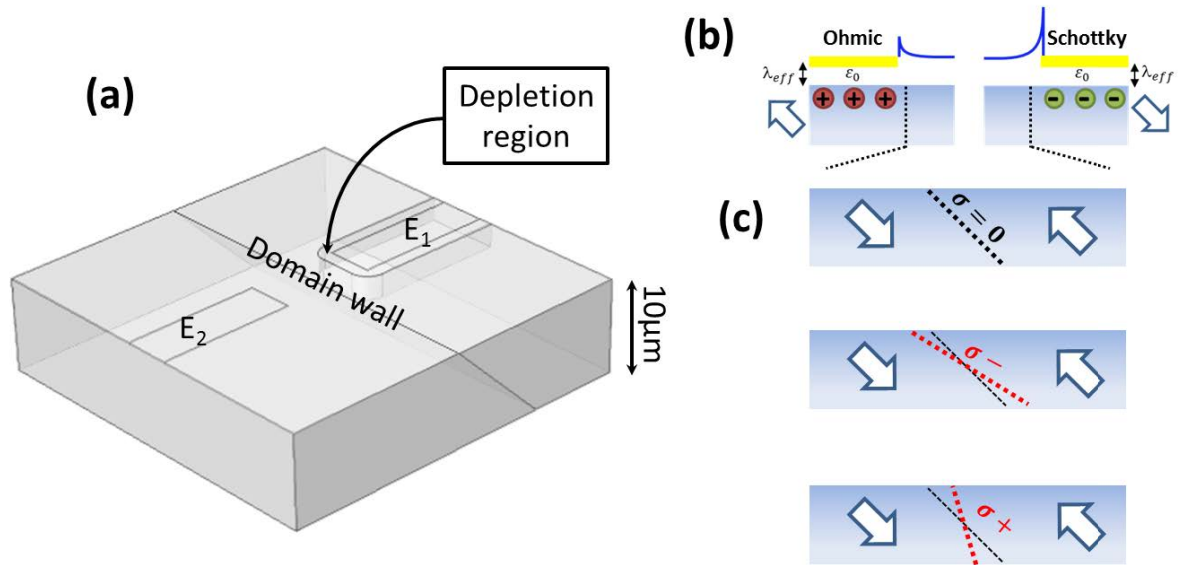 (a)
Depletion
region
E₁
Domain wall
E₂
10μm
(b)
Ohmic
Schottky
λeff
ε₀
ε₀
λeff
+ + +
- - -
(c)
σ = 0
σ −
σ +